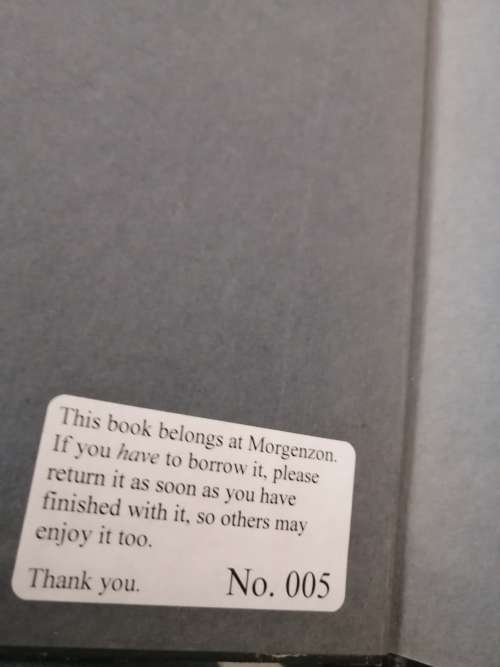 This book belongs at Morgenzon.
If you have to borrow it, please
return it as soon as you have
finished with it, so others may
enjoy it too.
Thank you. No. 005